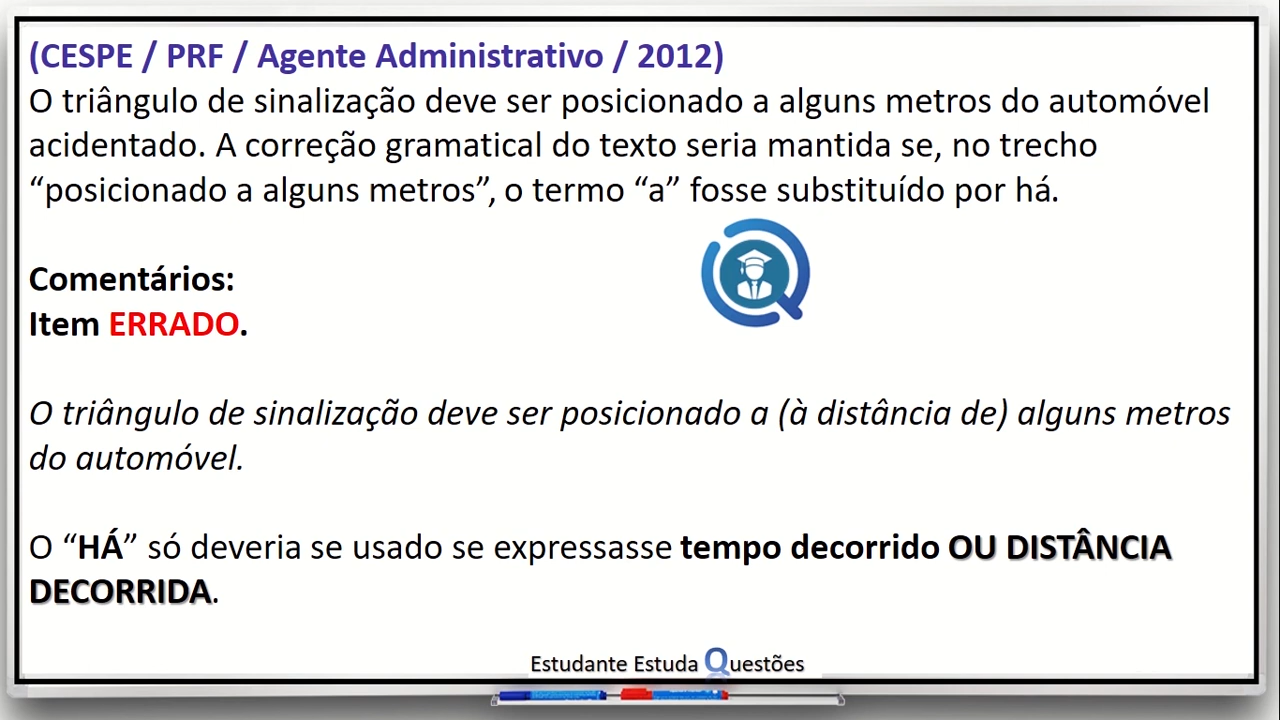 (CESPE / PRF / Agente Administrativo / 2012)
O triângulo de sinalização deve ser posicionado a alguns metros do automóvel
acidentado. A correção gramatical do texto seria mantida se, no trecho
“posicionado a alguns metros”, o termo “a” fosse substituído por há.
Comentários:
Item ERRADO.
O triângulo de sinalização deve ser posicionado a (à distância de) alguns metros
do automóvel.
O “HÁ” só deveria se usado se expressasse tempo decorrido OU DISTÂNCIA
DECORRIDA.
Estudante Estuda Questões